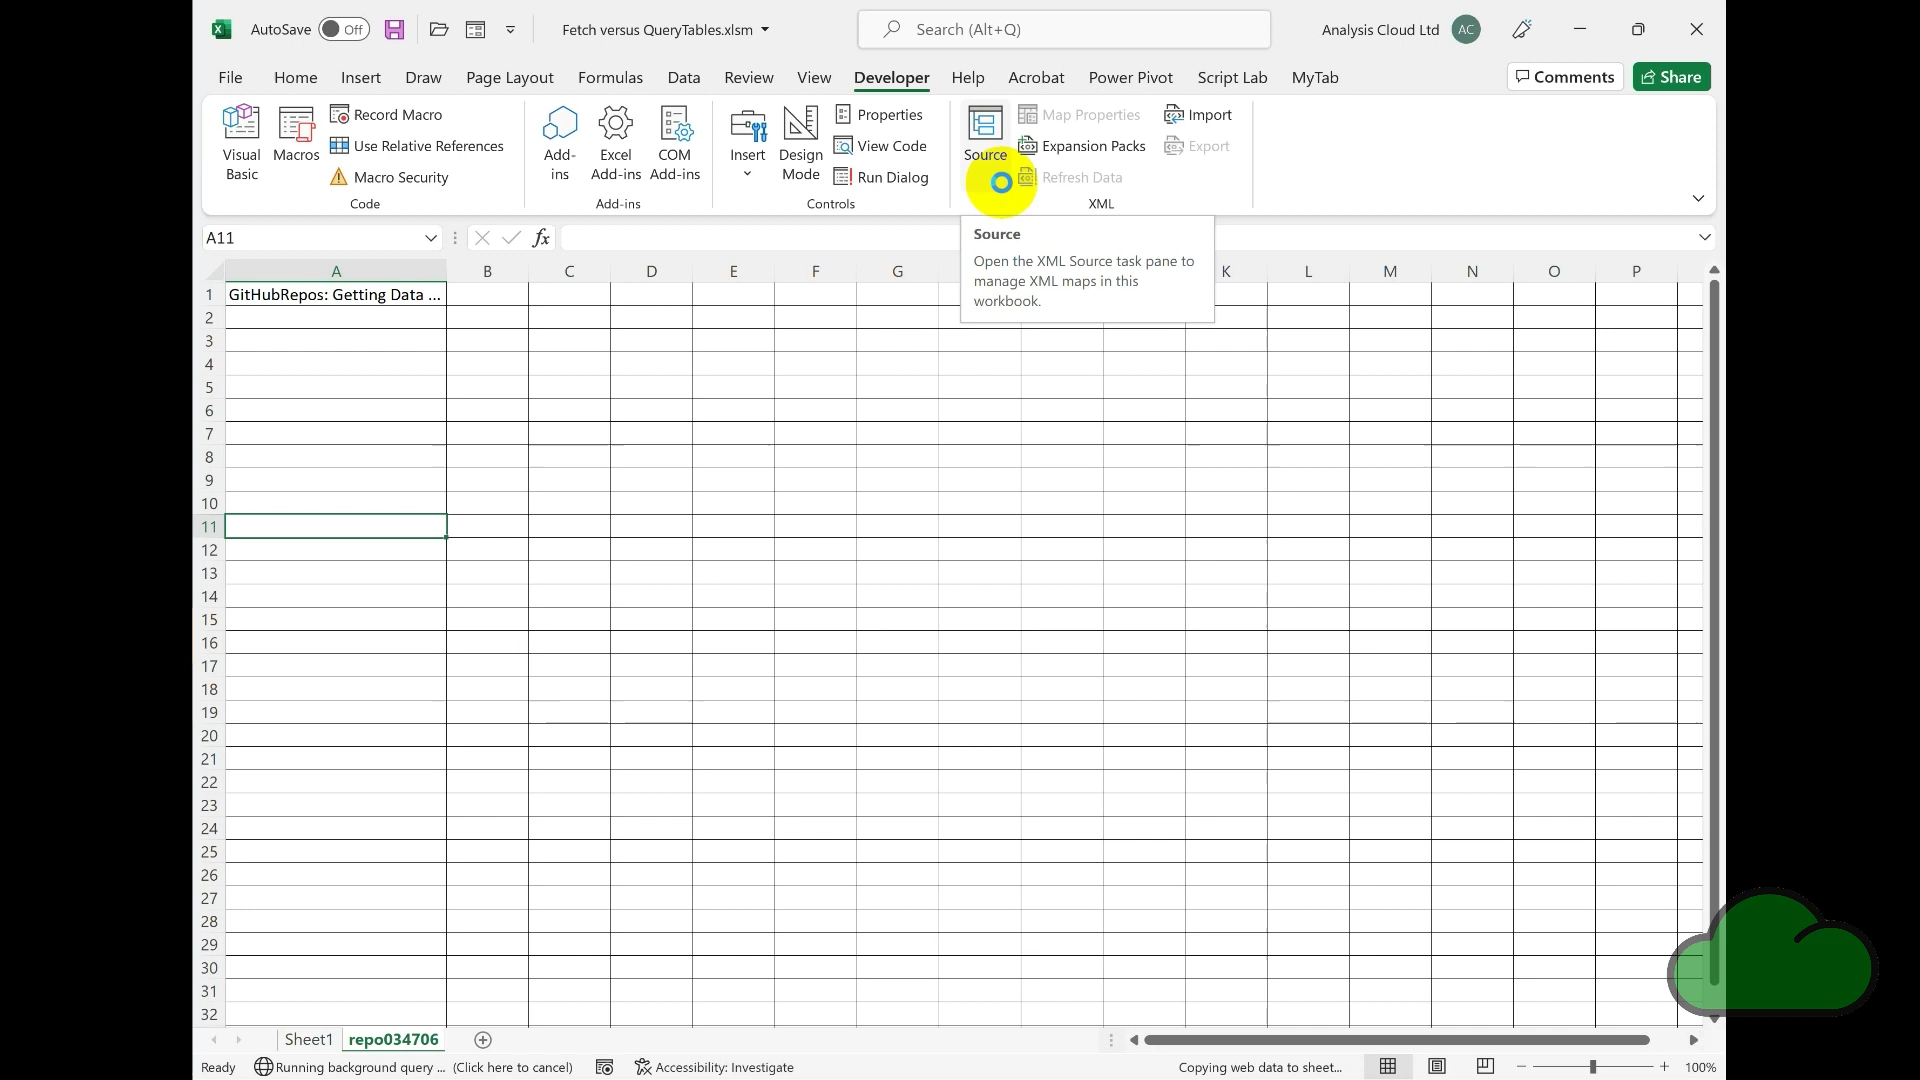 AutoSave Off Fetch versus QueryTables.xlsm Search (Alt+Q) Analysis Cloud Ltd AC
File Home Insert Draw Page Layout Formulas Data Review View Developer Help Acrobat Power Pivot Script Lab MyTab Comments Share
Visual Basic
Macros
Record Macro
Use Relative References
Macro Security
Code
Add-ins
Excel Add-ins
COM Add-ins
Add-ins
Insert
Design Mode
Properties
View Code
Run Dialog
Controls
Source
Map Properties
Expansion Packs
Refresh Data
Import
Export
XML
A11 fx
Source
Open the XML Source task pane to
manage XML maps in this
workbook.
A B C D E F G K L M N O P
1 GitHubRepos: Getting Data ...
2
3
4
5
6
7
8
9
10
11
12
13
14
15
16
17
18
19
20
21
22
23
24
25
26
27
28
29
30
31
32
Sheet1 repo034706
Ready Running background query ... (Click here to cancel) Accessibility: Investigate Copying web data to sheet... 100%